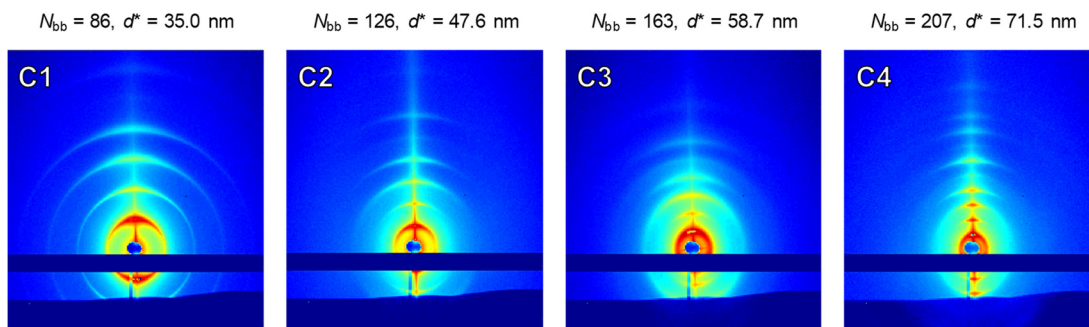 N_bb = 86, d* = 35.0 nm
N_bb = 126, d* = 47.6 nm
N_bb = 163, d* = 58.7 nm
N_bb = 207, d* = 71.5 nm
C1
C2
C3
C4